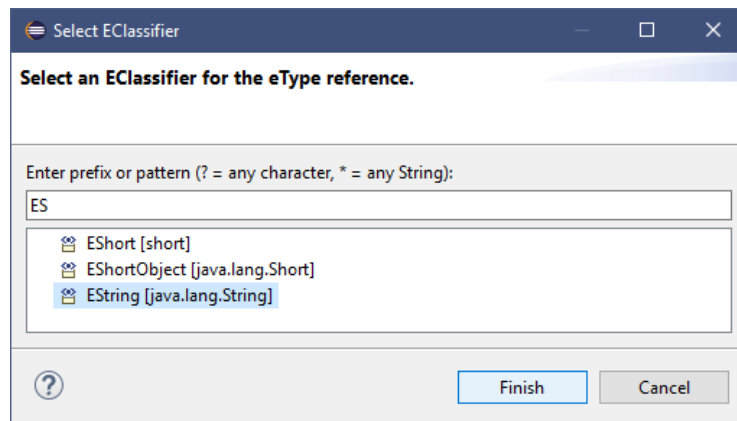 Select EClassifier
Select an EClassifier for the eType reference.
Enter prefix or pattern (? = any character, * = any String):
ES
EShort [short]
EShortObject [java.lang.Short]
EString [java.lang.String]
?
Finish
Cancel